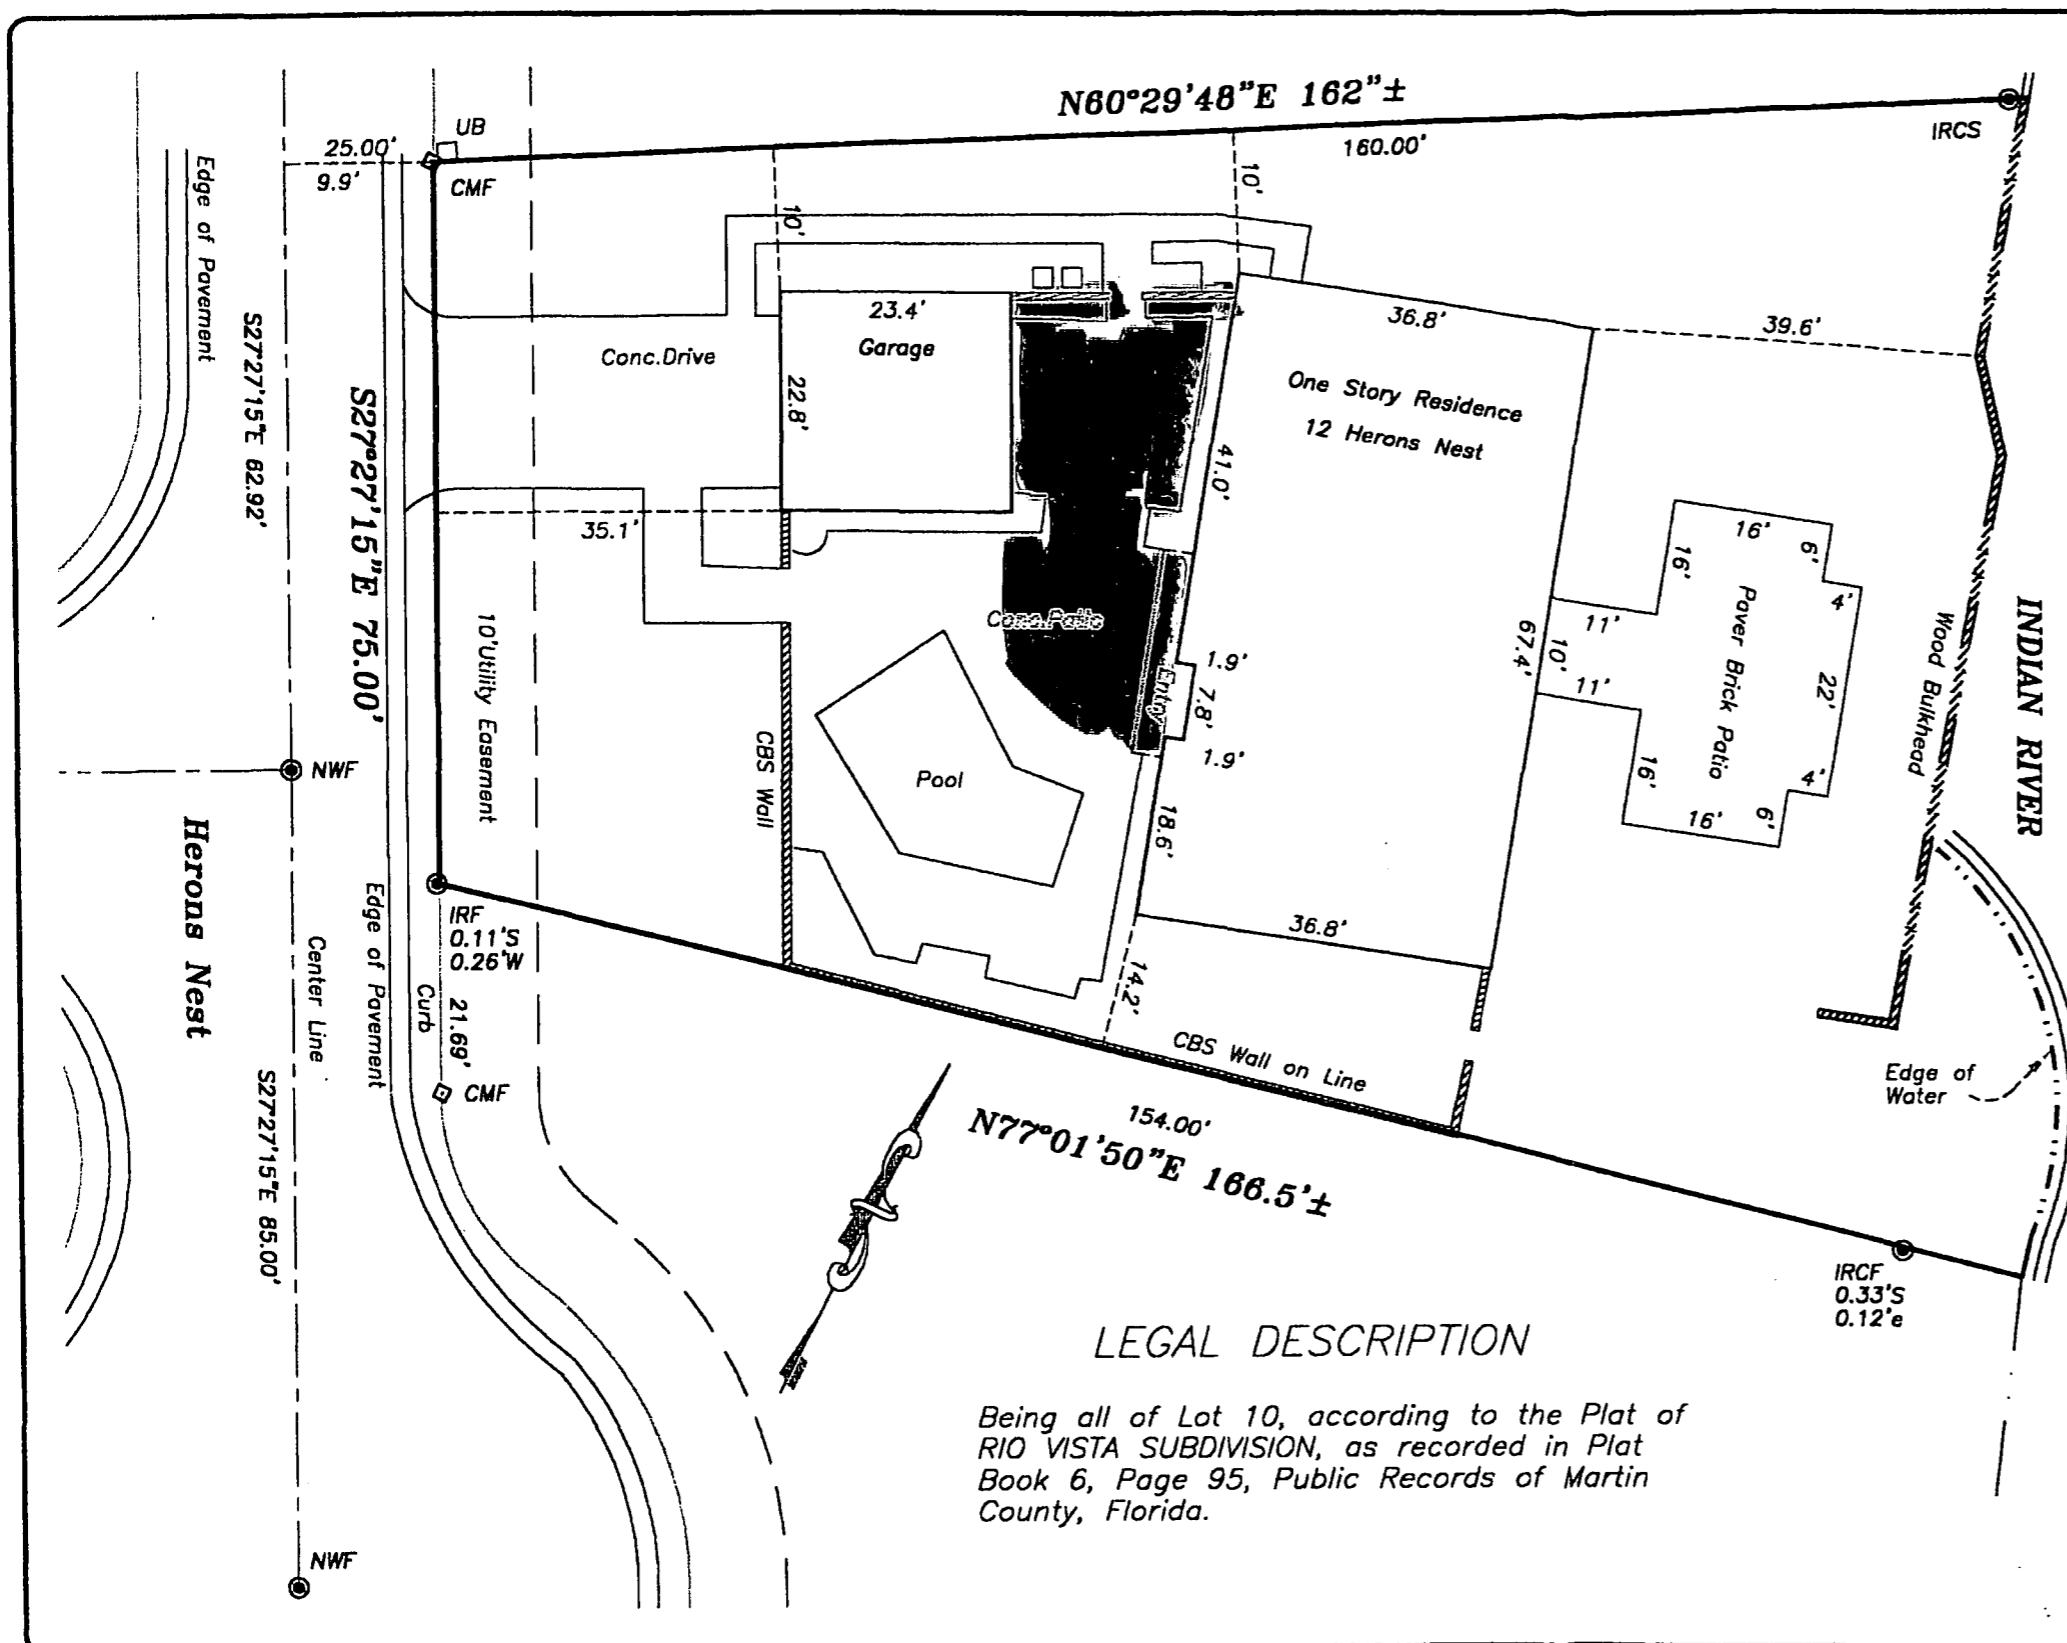 N60°29'48"E 162"±
160.00'
IRCS
UB
25.00'
9.9'
CMF
Edge of Pavement
10'
10'
S27°27'15"E 62.92'
S27°27'15"E 75.00'
23.4'
Garage
22.8'
Conc.Drive
35.1'
36.8'
39.6'
One Story Residence
12 Herons Nest
41.0'
16'
6'
16'
4'
11'
10'
11'
67.4'
22'
Paver Brick Patio
16'
4'
16'
6'
Wood Bulkhead
INDIAN RIVER
Conc.Patio
1.9'
Entry
7.8'
1.9'
18.6'
10'Utility Easement
CBS Wall
Pool
NWF
Herons Nest
Center Line
Edge of Pavement
Curb
IRF
0.11'S
0.26'W
21.69'
CMF
36.8'
14.2'
CBS Wall on Line
154.00'
N77°01'50"E 166.5'±
Edge of
Water
S27°27'15"E 85.00'
IRCF
0.33'S
0.12'e
NWF
LEGAL DESCRIPTION
Being all of Lot 10, according to the Plat of
RIO VISTA SUBDIVISION, as recorded in Plat
Book 6, Page 95, Public Records of Martin
County, Florida.